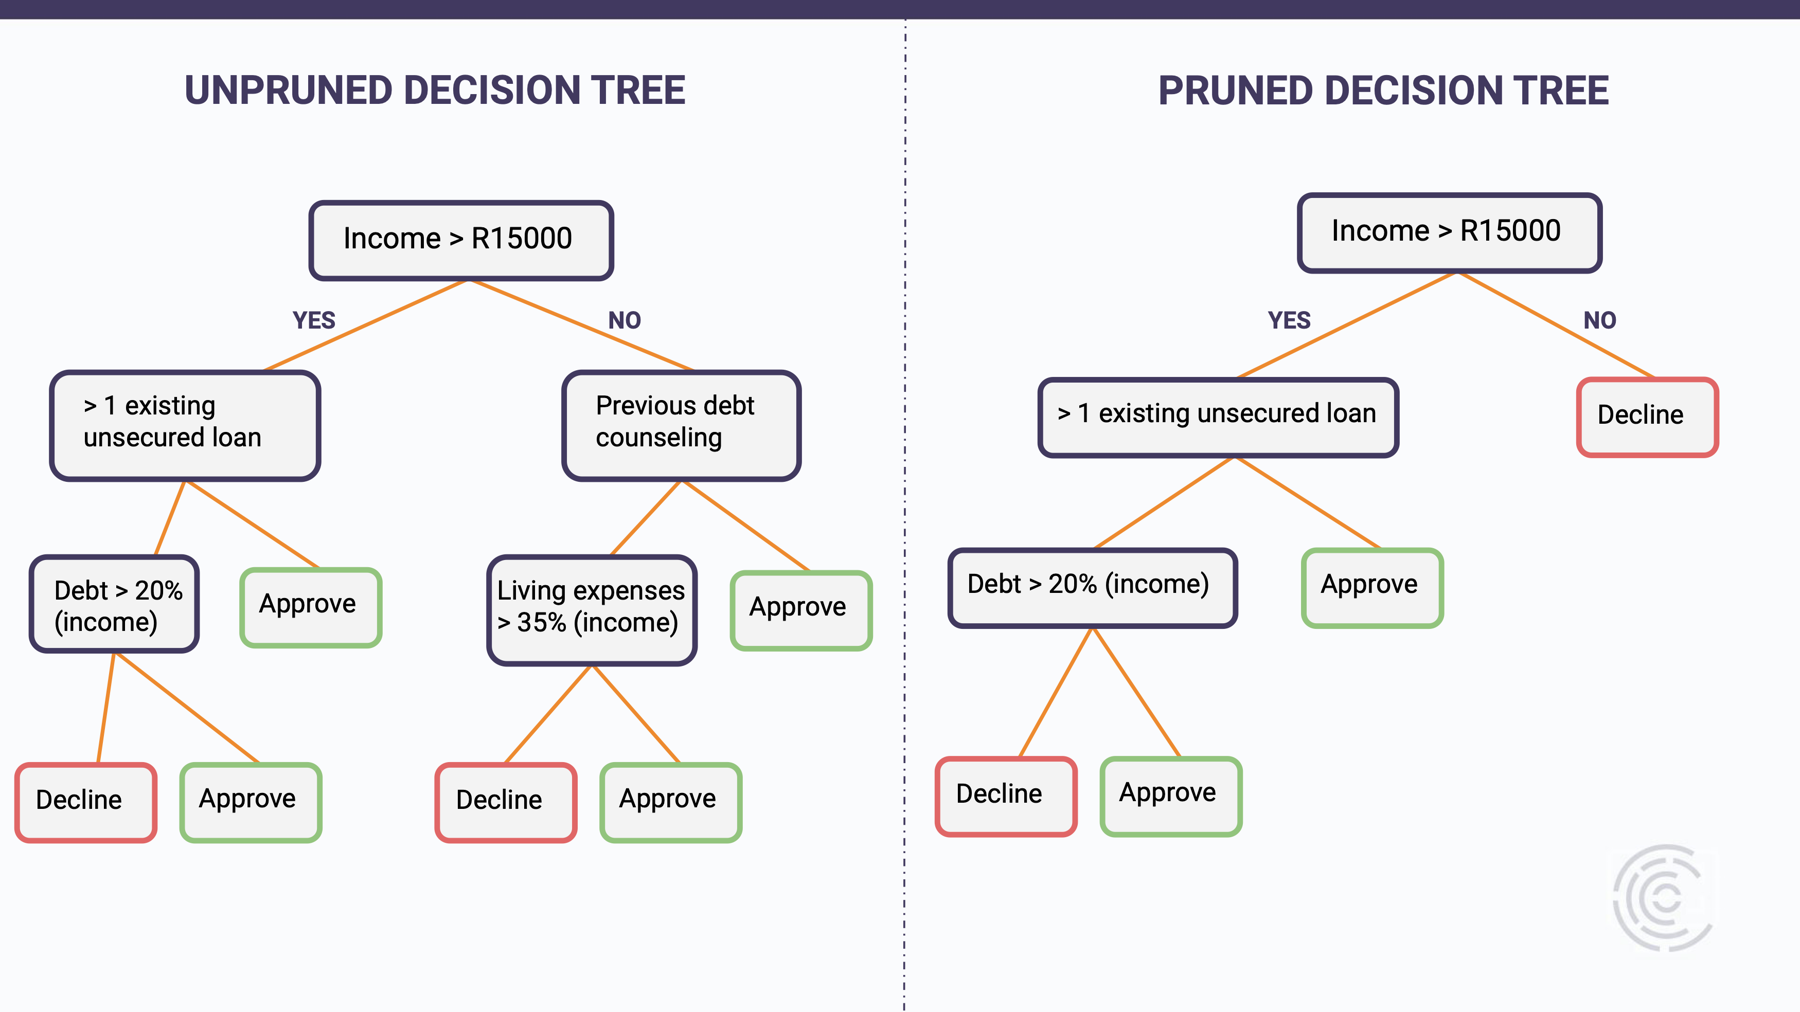 UNPRUNED DECISION TREE
Income > R15000
YES
NO
> 1 existing
unsecured loan
Previous debt
counseling
Debt > 20%
(income)
Approve
Living expenses
> 35% (income)
Approve
Decline
Approve
Decline
Approve
PRUNED DECISION TREE
Income > R15000
YES
NO
> 1 existing unsecured loan
Decline
Debt > 20% (income)
Approve
Decline
Approve